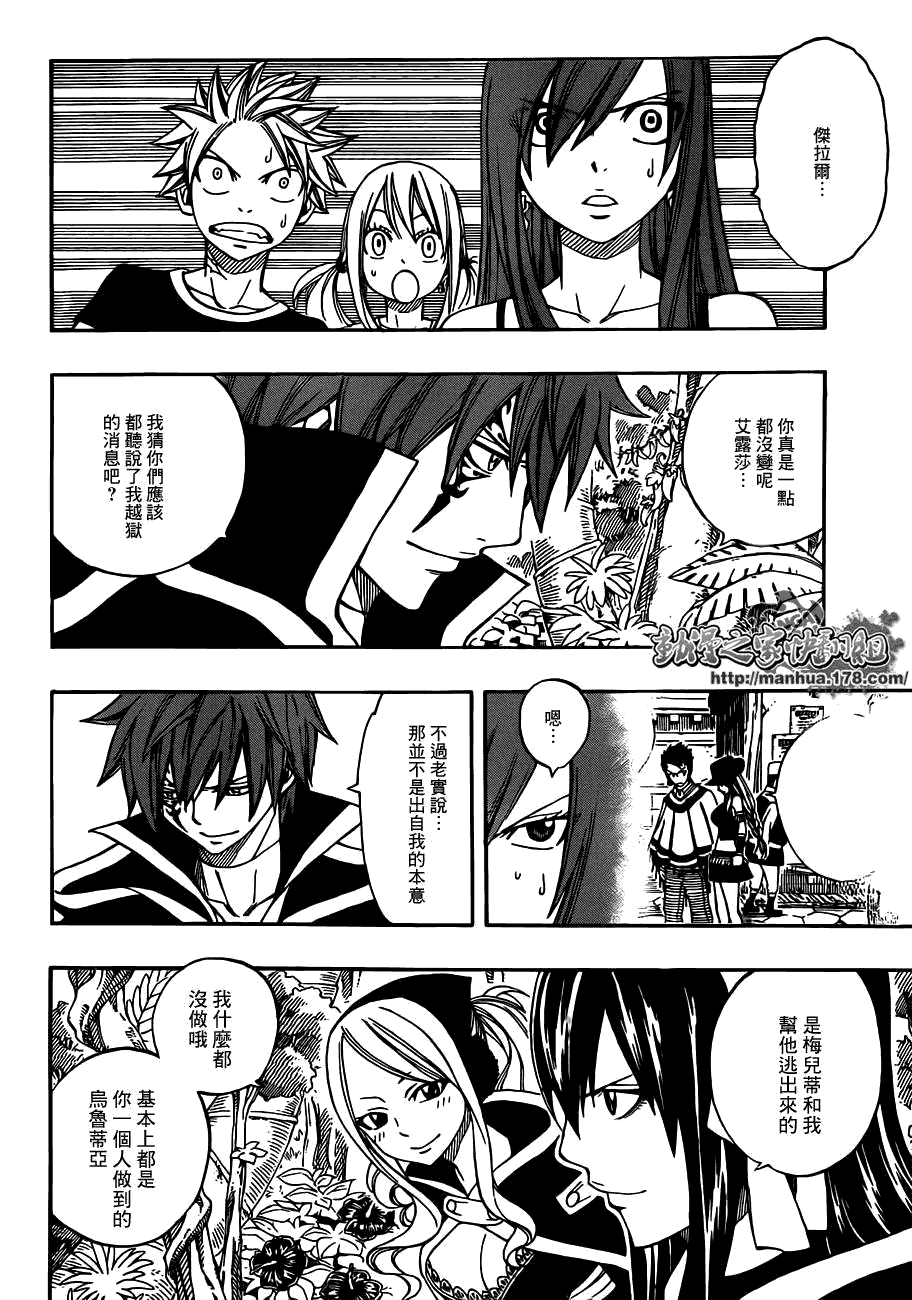 傑拉爾…
你真是一點
都沒變呢
艾露莎…
我猜你們應該
都聽說了我越獄
的消息吧？
動漫之家
http://manhua.178.com/
嗯…
不過老實說…
那並不是出自我的本意
是梅兒蒂和我
幫他逃出來的
我什麼都
沒做哦
基本上都是
你一個人做到的
烏魯蒂亞